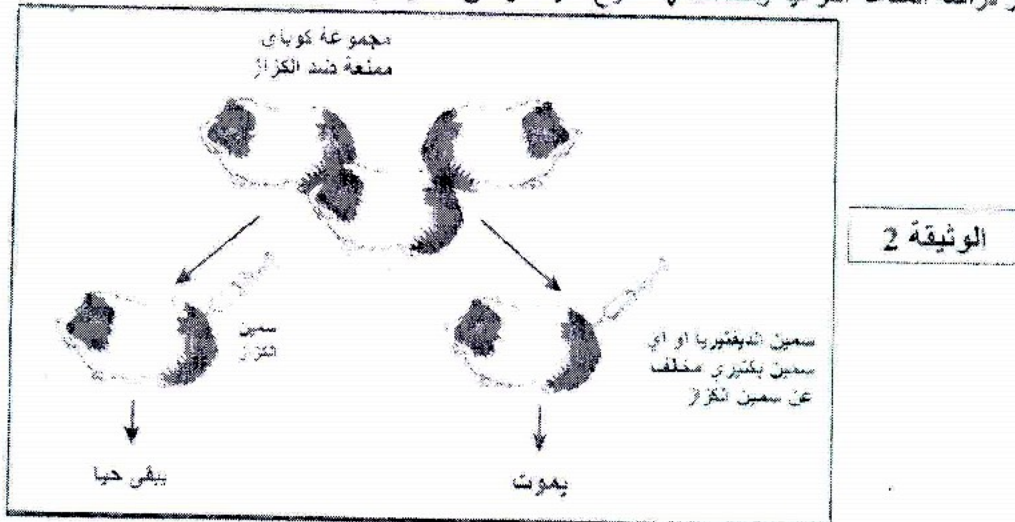 مجموعة كوباي
ممنعة ضد الكزاز
الوثيقة 2
سمين
الكزاز
سمين الديفتيريا او اي
سمين بكتيري مخلف
عن سمين الكزاز
يبقى حيا
يموت